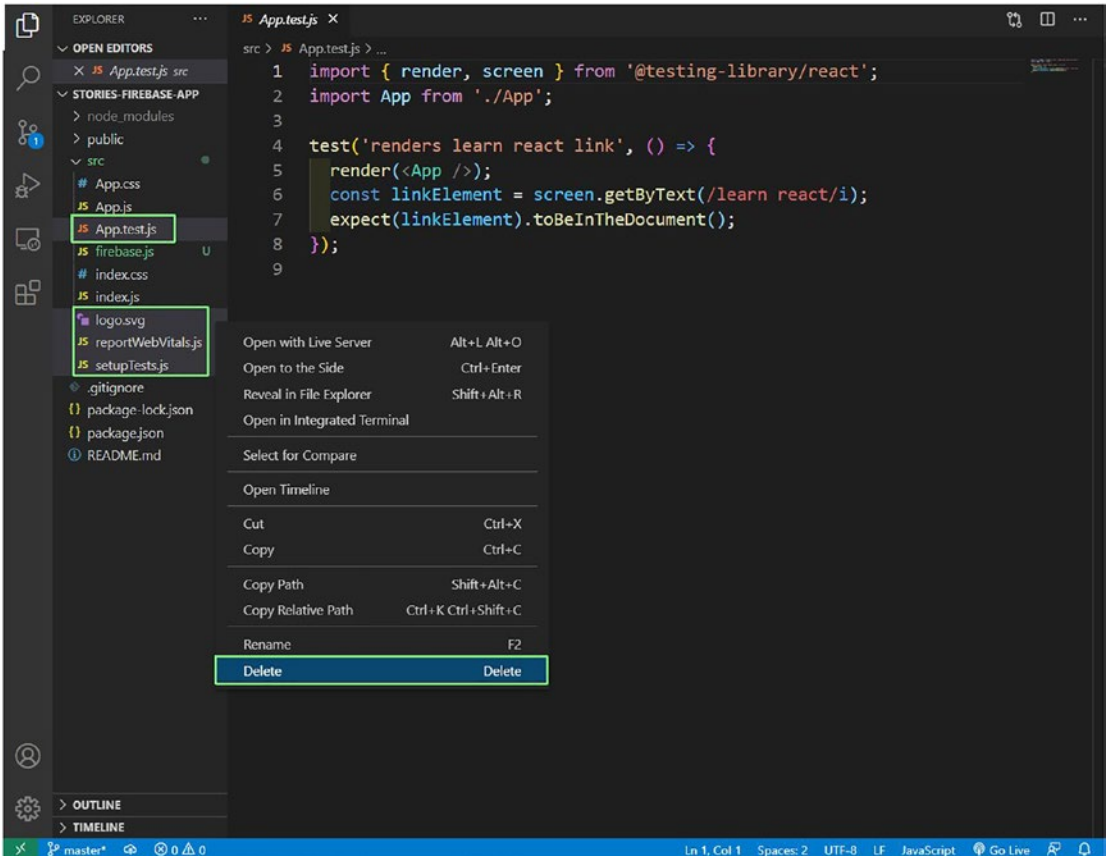 EXPLORER ...
OPEN EDITORS
JS App.test.js src
STORIES-FIREBASE-APP
node_modules
public
src
# App.css
JS App.js
JS App.test.js
JS firebase.js U
# index.css
JS index.js
logo.svg
JS reportWebVitals.js
JS setupTests.js
.gitignore
{} package-lock.json
{} package.json
README.md
OUTLINE
TIMELINE
JS App.test.js ×
src > JS App.test.js > ...
1 import { render, screen } from '@testing-library/react';
2 import App from './App';
3
4 test('renders learn react link', () => {
5 render(<App />);
6 const linkElement = screen.getByText(/learn react/i);
7 expect(linkElement).toBeInTheDocument();
8 });
9
Open with Live Server Alt+L Alt+O
Open to the Side Ctrl+Enter
Reveal in File Explorer Shift+Alt+R
Open in Integrated Terminal
Select for Compare
Open Timeline
Cut Ctrl+X
Copy Ctrl+C
Copy Path Shift+Alt+C
Copy Relative Path Ctrl+K Ctrl+Shift+C
Rename F2
Delete Delete
1
master* 0 0 Ln 1, Col 1 Spaces: 2 UTF-8 LF JavaScript Go Live